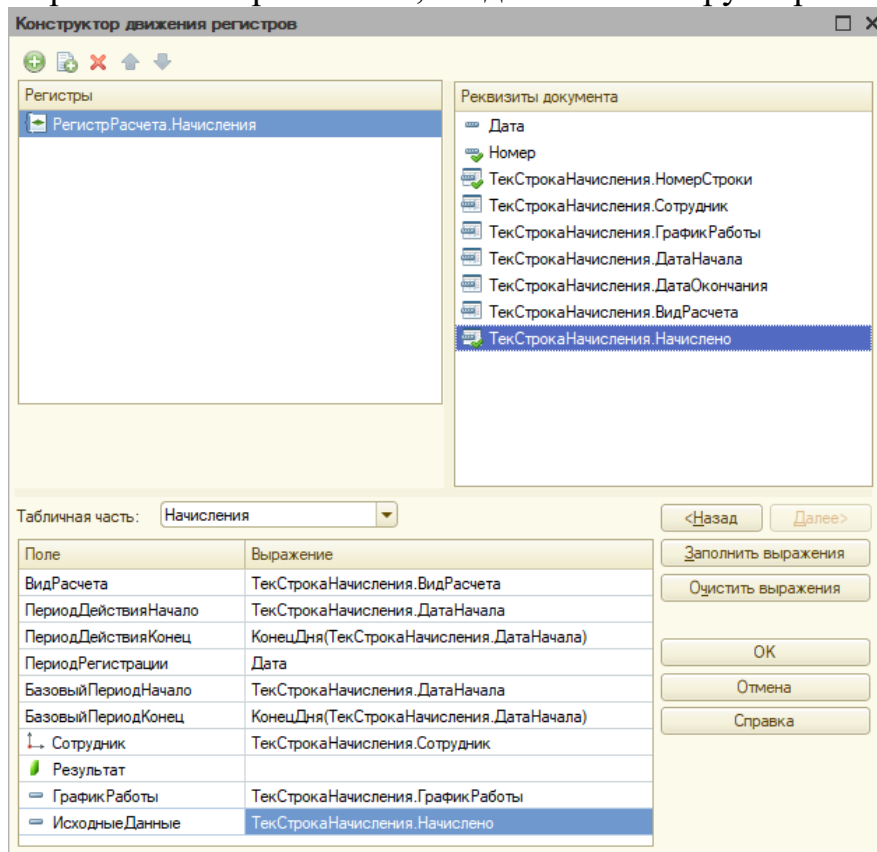 Конструктор движения регистров
Регистры
РегистрРасчета.Начисления
Реквизиты документа
Дата
Номер
ТекСтрокаНачисления.НомерСтроки
ТекСтрокаНачисления.Сотрудник
ТекСтрокаНачисления.ГрафикРаботы
ТекСтрокаНачисления.ДатаНачала
ТекСтрокаНачисления.ДатаОкончания
ТекСтрокаНачисления.ВидРасчета
ТекСтрокаНачисления.Начислено
Табличная часть: Начисления
<Назад Далее>
Заполнить выражения
Очистить выражения
ОК
Отмена
Справка
Поле Выражение
ВидРасчета ТекСтрокаНачисления.ВидРасчета
ПериодДействияНачало ТекСтрокаНачисления.ДатаНачала
ПериодДействияКонец КонецДня(ТекСтрокаНачисления.ДатаНачала)
ПериодРегистрации Дата
БазовыйПериодНачало ТекСтрокаНачисления.ДатаНачала
БазовыйПериодКонец КонецДня(ТекСтрокаНачисления.ДатаНачала)
Сотрудник ТекСтрокаНачисления.Сотрудник
Результат
ГрафикРаботы ТекСтрокаНачисления.ГрафикРаботы
ИсходныеДанные ТекСтрокаНачисления.Начислено